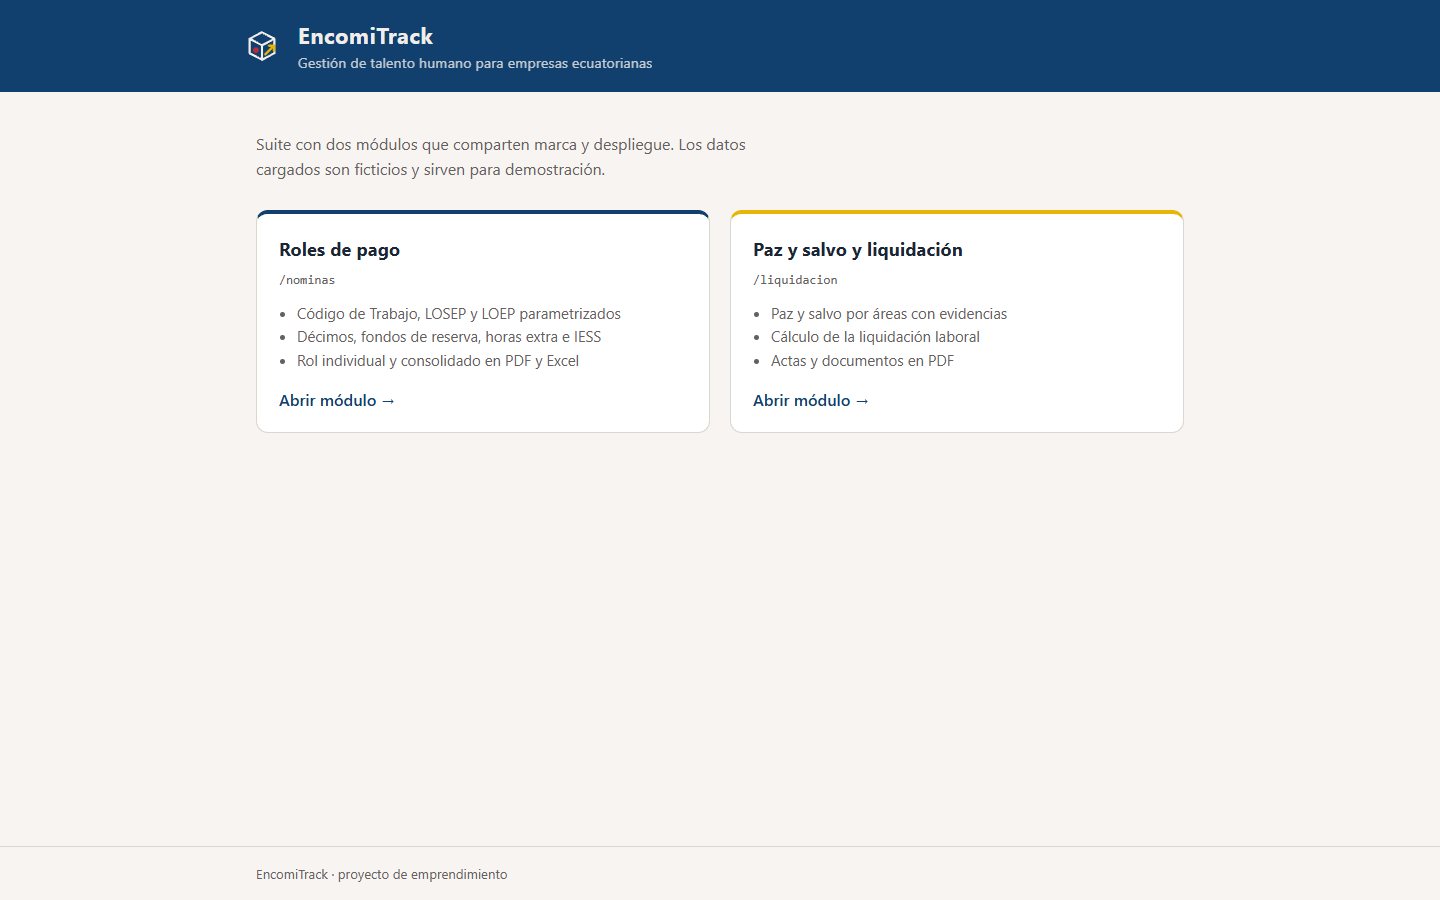 EncomiTrack
Gestión de talento humano para empresas ecuatorianas
Suite con dos módulos que comparten marca y despliegue. Los datos
cargados son ficticios y sirven para demostración.
Roles de pago
/nominas
• Código de Trabajo, LOSEP y LOEP parametrizados
• Décimos, fondos de reserva, horas extra e IESS
• Rol individual y consolidado en PDF y Excel
Abrir módulo →
Paz y salvo y liquidación
/liquidacion
• Paz y salvo por áreas con evidencias
• Cálculo de la liquidación laboral
• Actas y documentos en PDF
Abrir módulo →
EncomiTrack · proyecto de emprendimiento